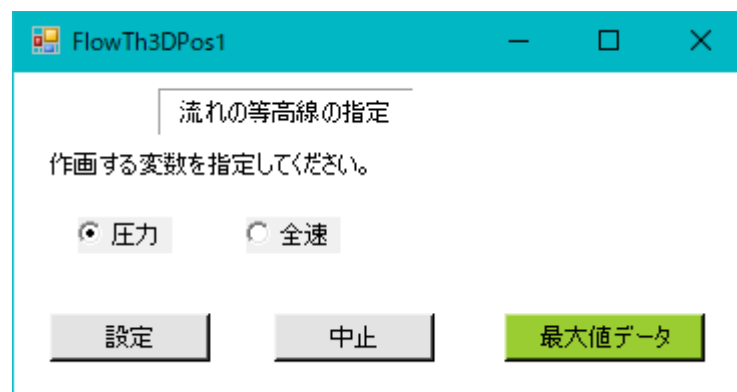 FlowTh3DPos1
流れの等高線の指定
作画する変数を指定してください。
圧力 全速
設定 中止 最大値データ